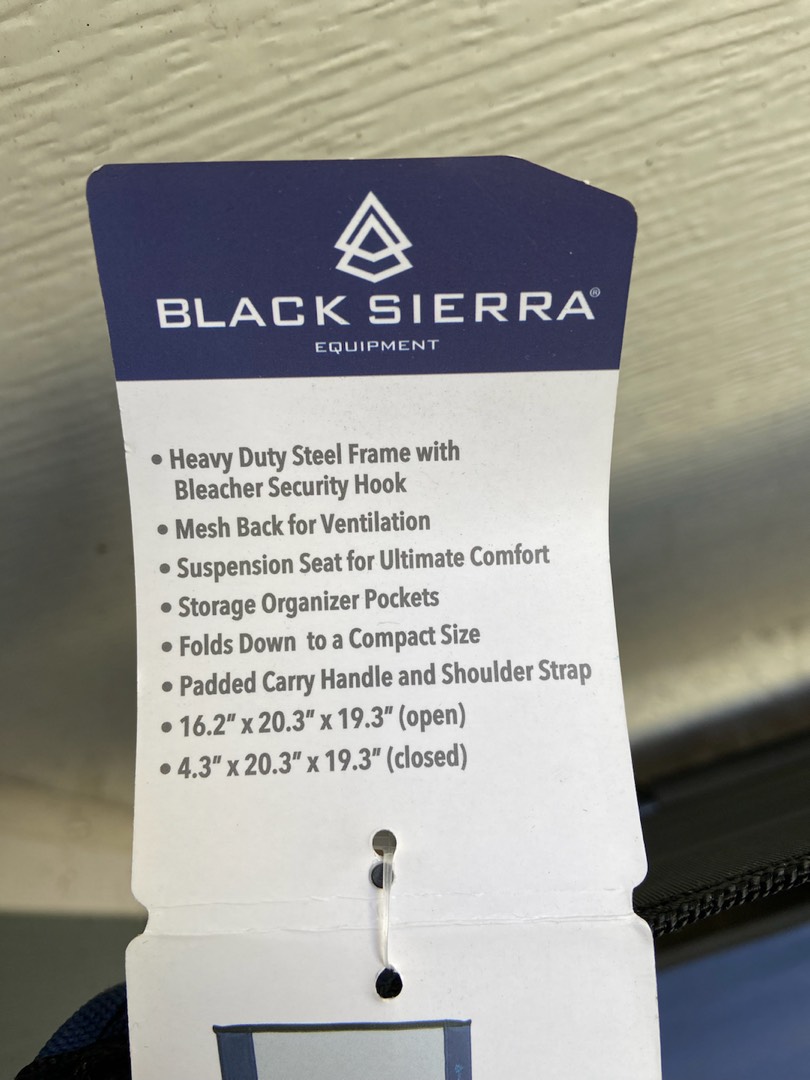 BLACK SIERRA®
EQUIPMENT
• Heavy Duty Steel Frame with
Bleacher Security Hook
• Mesh Back for Ventilation
• Suspension Seat for Ultimate Comfort
• Storage Organizer Pockets
• Folds Down  to a Compact Size
• Padded Carry Handle and Shoulder Strap
• 16.2" x 20.3" x 19.3" (open)
• 4.3" x 20.3" x 19.3" (closed)